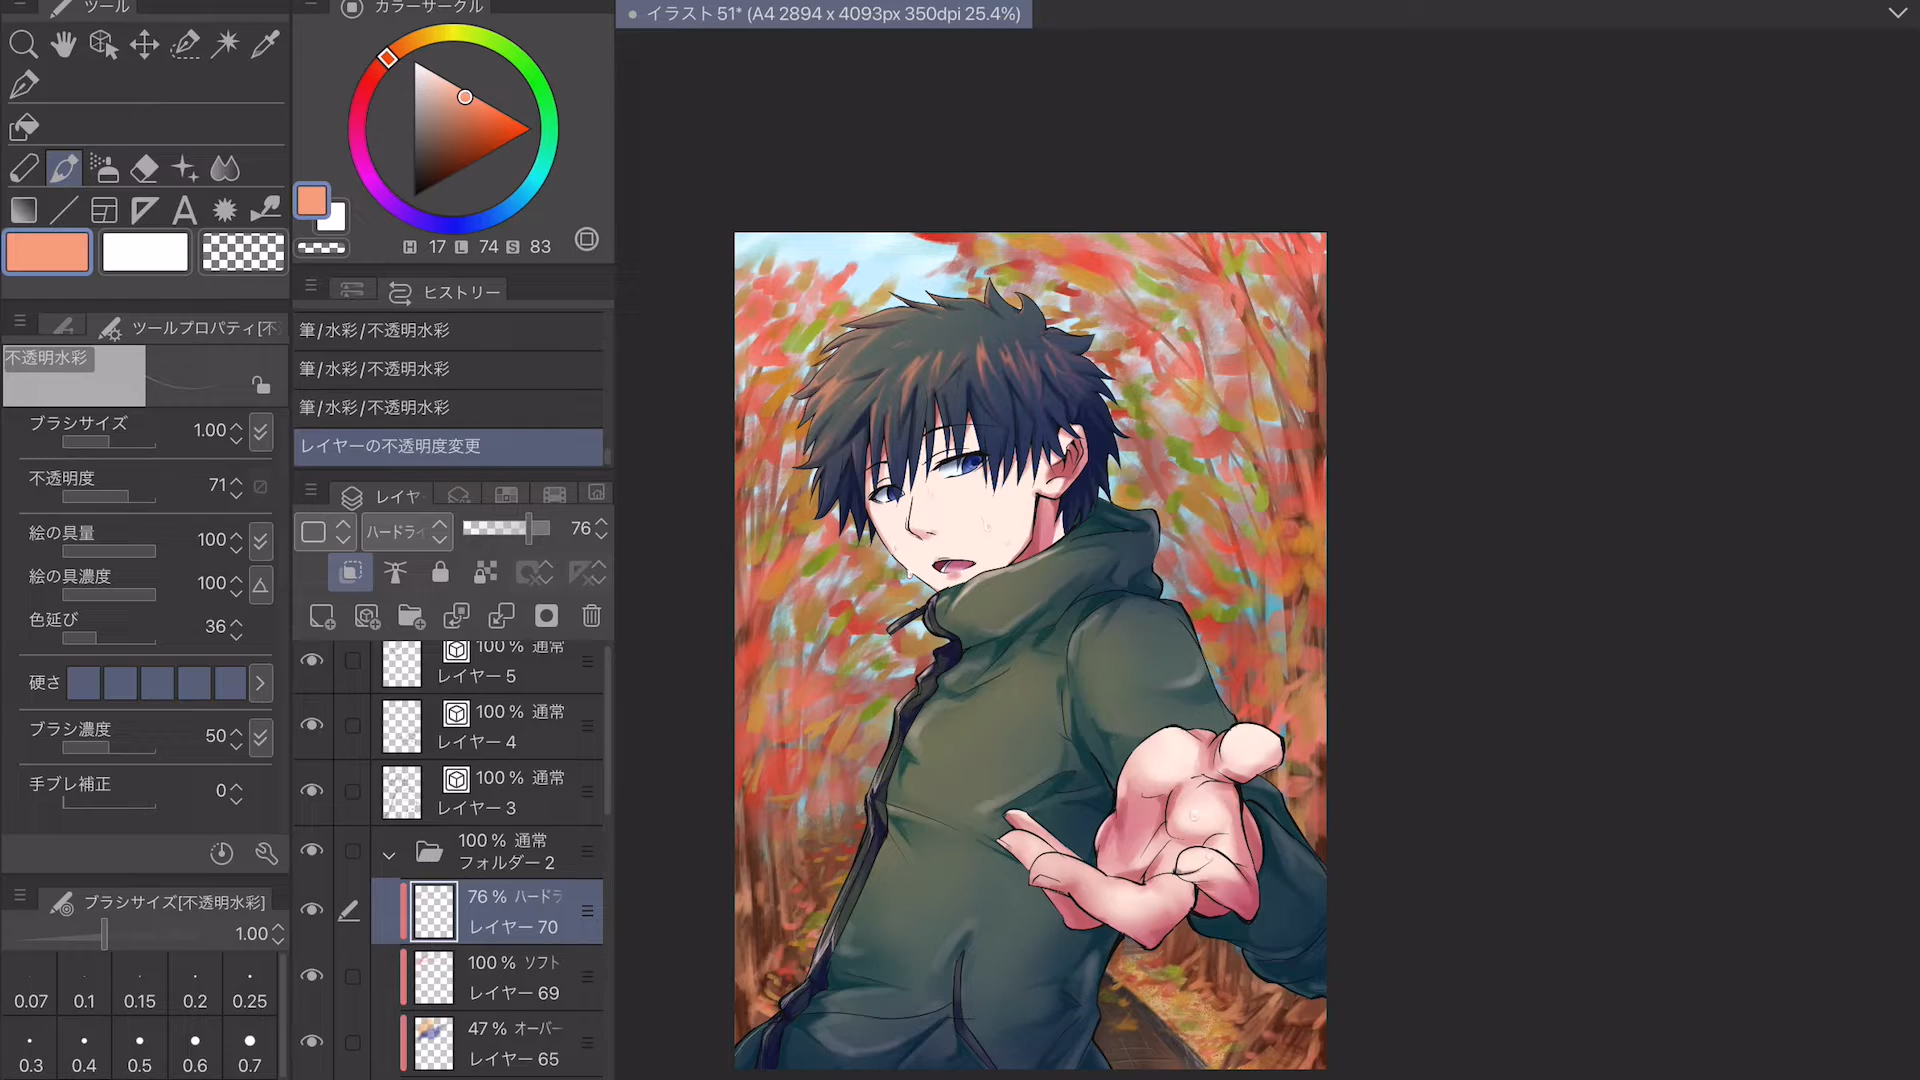 ツール
カラーサークル
イラスト 51* (A4 2894 x 4093px 350dpi 25.4%)
H 17 L 74 S 83
ヒストリー
ツールプロパティ[不
不透明水彩
ブラシサイズ 1.00
不透明度 71
絵の具量 100
絵の具濃度 100
色延び 36
硬さ
ブラシ濃度 50
手ブレ補正 0
ブラシサイズ[不透明水彩]
1.00
0.07 0.1 0.15 0.2 0.25
0.3 0.4 0.5 0.6 0.7
筆/水彩/不透明水彩
筆/水彩/不透明水彩
筆/水彩/不透明水彩
レイヤーの不透明度変更
レイヤ
ハードライ 76
100 % 通常
レイヤー 5
100 % 通常
レイヤー 4
100 % 通常
レイヤー 3
100 % 通常
フォルダー 2
76 % ハードラ
レイヤー 70
100 % ソフト
レイヤー 69
47 % オーバー
レイヤー 65